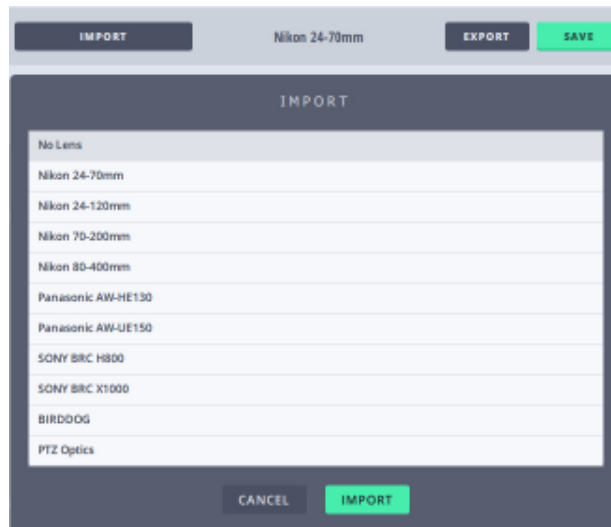 IMPORT Nikon 24-70mm EXPORT SAVE
IMPORT
No Lens
Nikon 24-70mm
Nikon 24-120mm
Nikon 70-200mm
Nikon 80-400mm
Panasonic AW-HE130
Panasonic AW-UE150
SONY BRC H800
SONY BRC X1000
BIRDDOG
PTZ Optics
CANCEL IMPORT